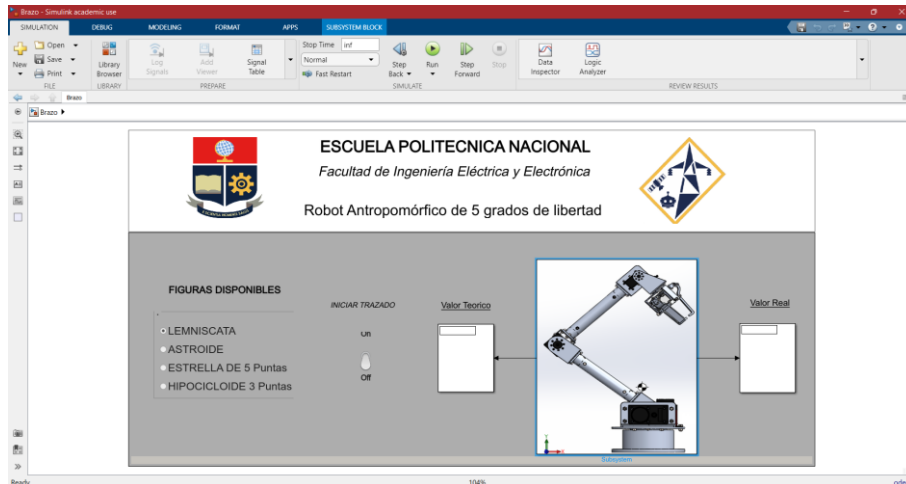 Brazo - Simulink academic use
SIMULATION DEBUG MODELING FORMAT APPS SUBSYSTEM BLOCK
New
Open
Save
Print
FILE
Library Browser
LIBRARY
Log Signals
Add Viewer
Signal Table
PREPARE
Stop Time inf
Normal
Fast Restart
Step Back
Run
Step Forward
Stop
SIMULATE
Data Inspector
Logic Analyzer
REVIEW RESULTS
Brazo
Brazo
ESCUELA POLITECNICA NACIONAL
Facultad de Ingeniería Eléctrica y Electrónica
Robot Antropomórfico de 5 grados de libertad
FIGURAS DISPONIBLES
LEMNISCATA
ASTROIDE
ESTRELLA DE 5 Puntas
HIPOCICLOIDE 3 Puntas
INICIAR TRAZADO
On
Off
Valor Teorico
Valor Real
Subsystem
Ready
104%